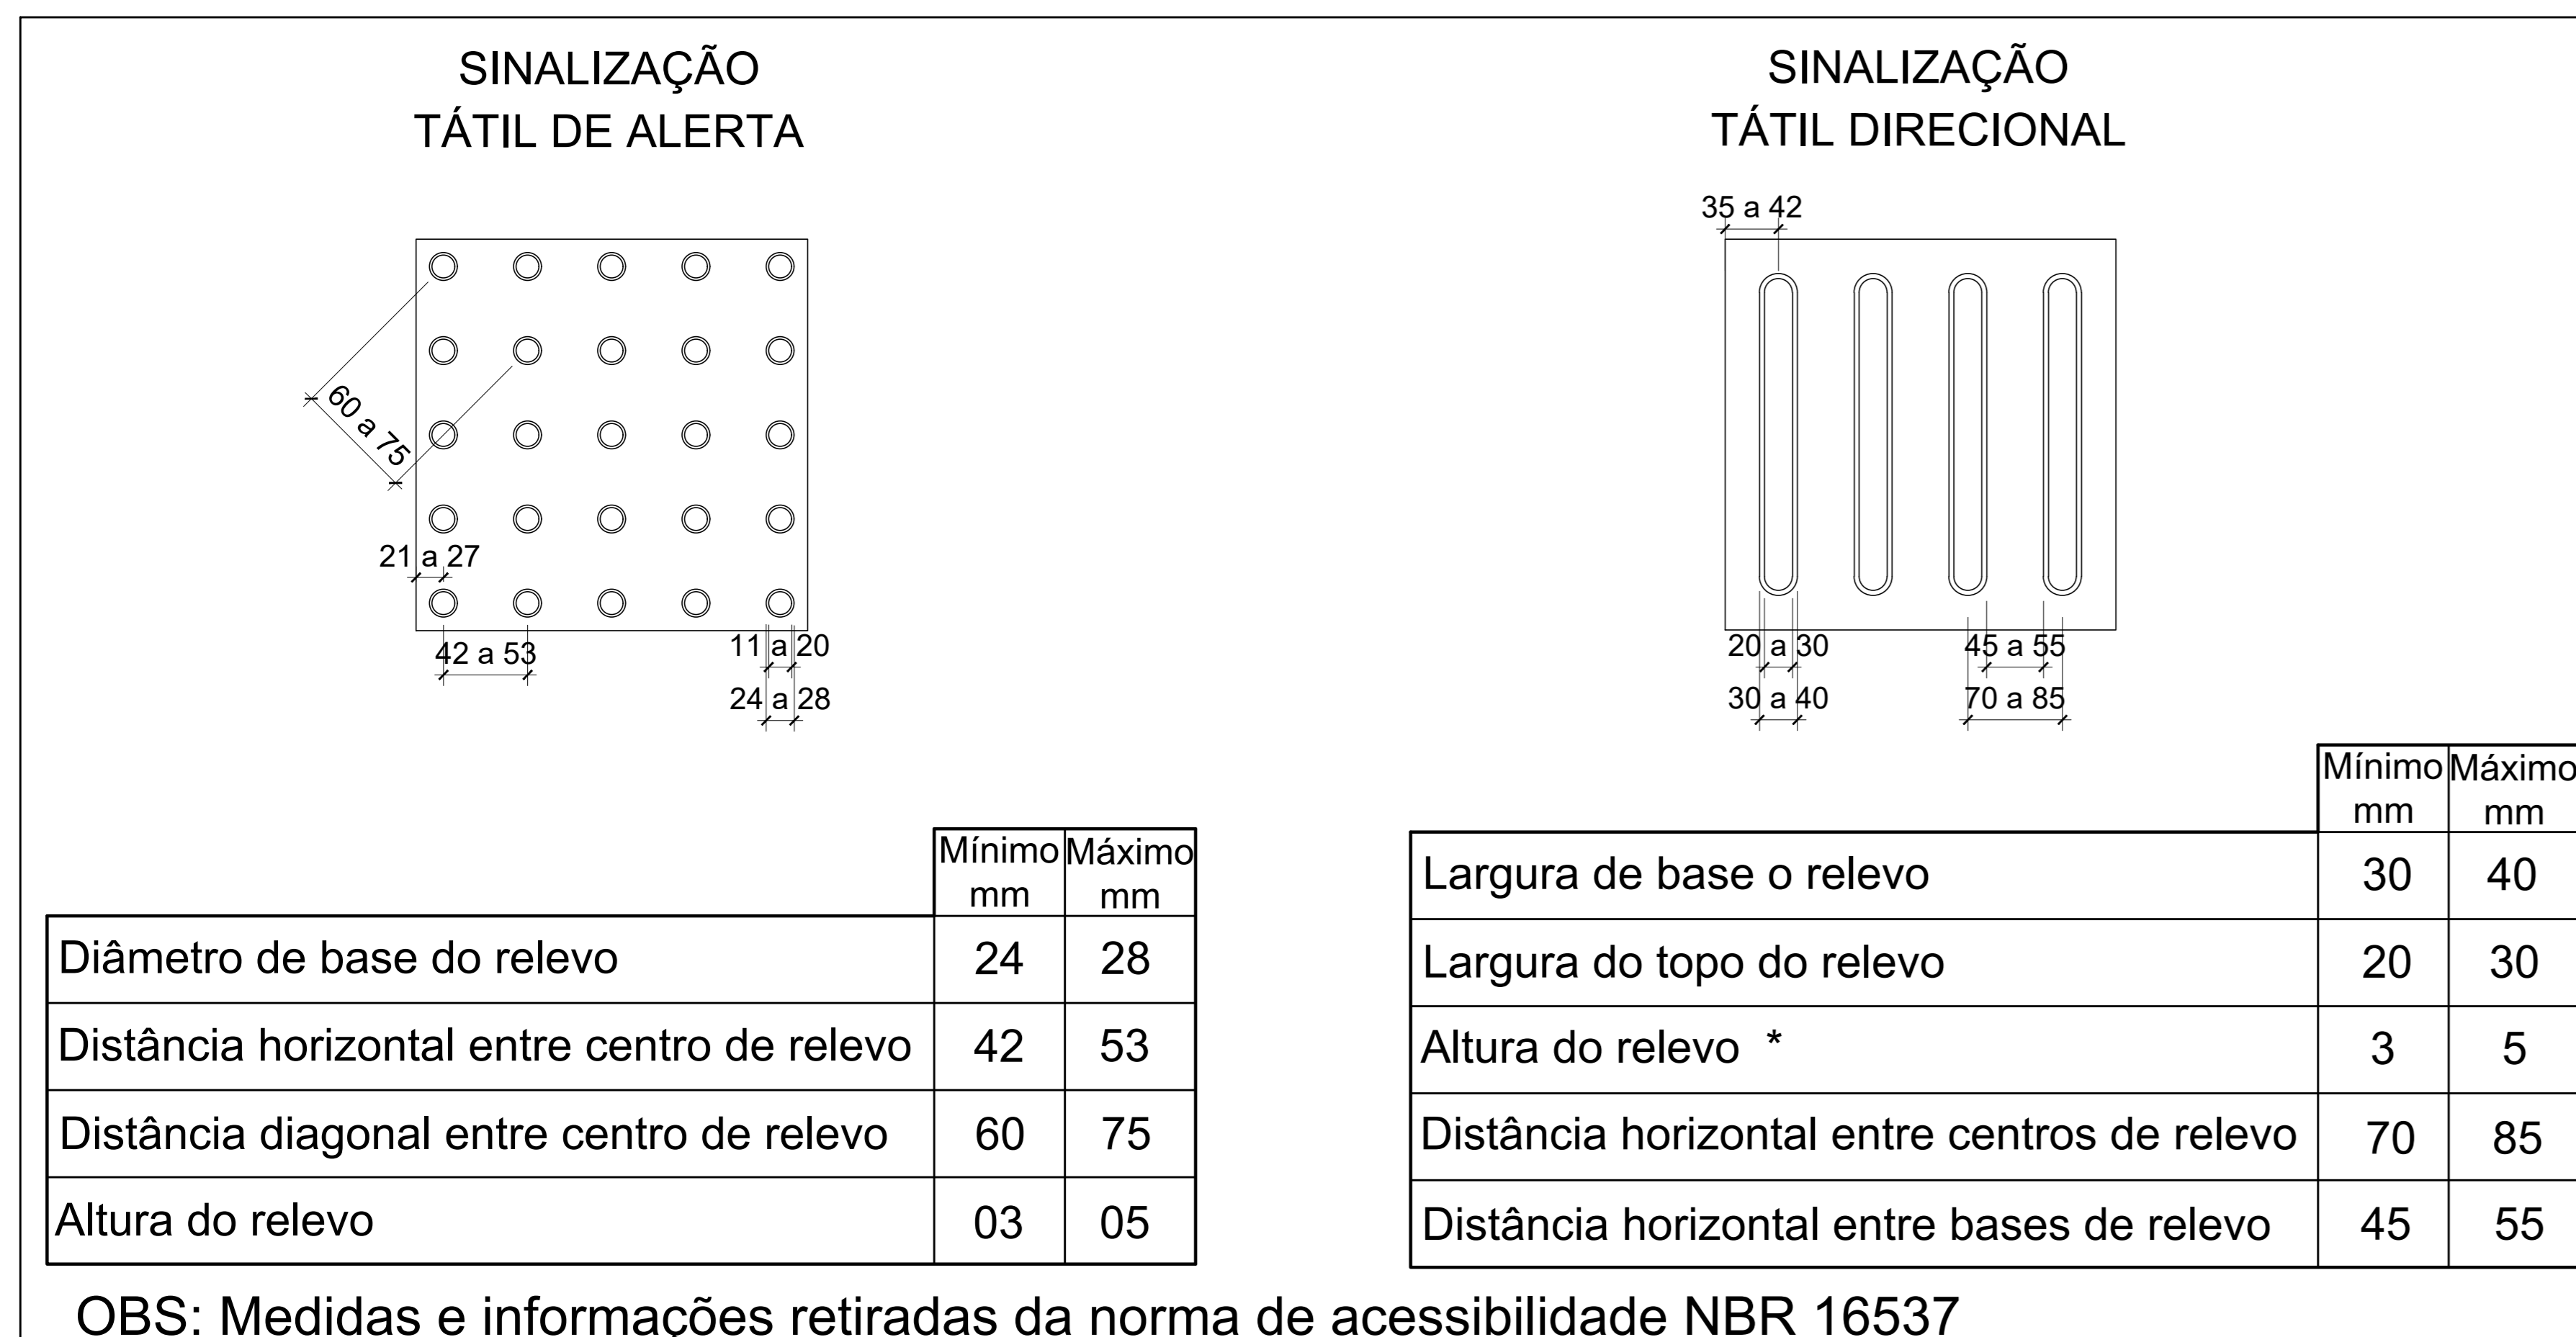 SINALIZAÇÃO
TÁTIL DE ALERTA
60 a 75
21 a 27
42 a 53
11 a 20
24 a 28
Mínimo Máximo
mm mm
Diâmetro de base do relevo 24 28
Distância horizontal entre centro de relevo 42 53
Distância diagonal entre centro de relevo 60 75
Altura do relevo 03 05
SINALIZAÇÃO
TÁTIL DIRECIONAL
35 a 42
20 a 30
45 a 55
30 a 40
70 a 85
Mínimo Máximo
mm mm
Largura de base o relevo 30 40
Largura do topo do relevo 20 30
Altura do relevo * 3 5
Distância horizontal entre centros de relevo 70 85
Distância horizontal entre bases de relevo 45 55
OBS: Medidas e informações retiradas da norma de acessibilidade NBR 16537